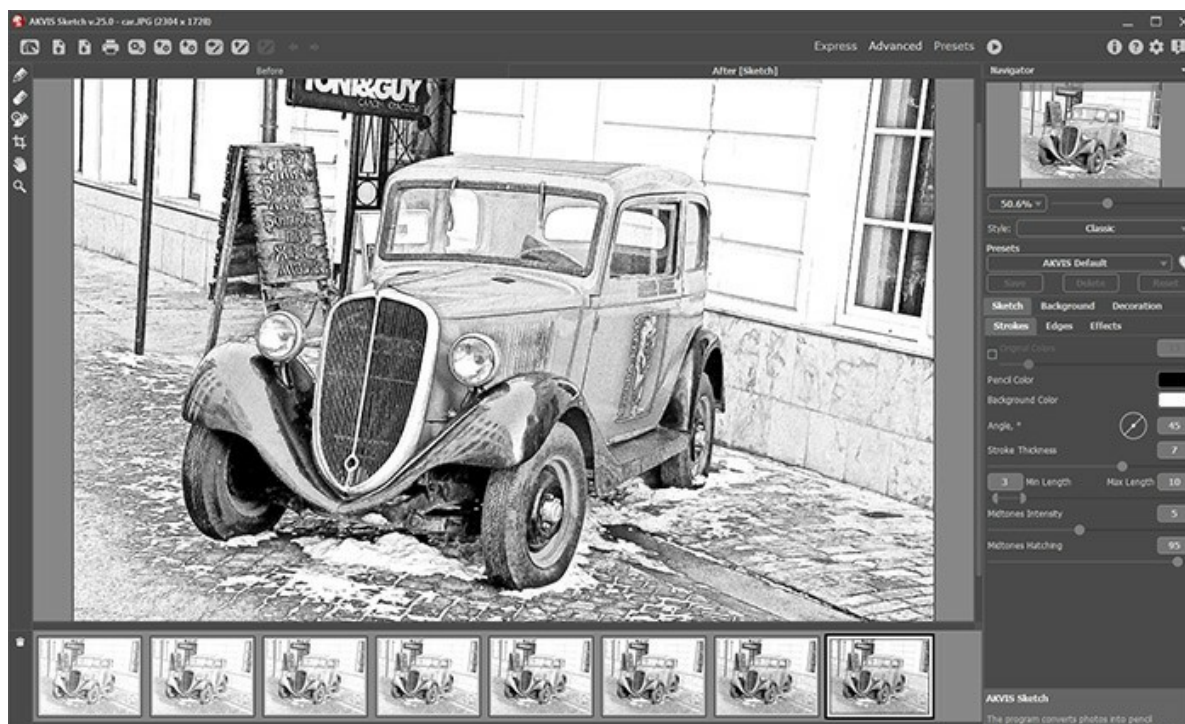 AKVIS Sketch v.25.0 - car.JPG (2304 x 1728)
Express Advanced Presets
Before After [Sketch] Navigator
TONI&GUY
50.6%
Style: Classic
Presets
AKVIS Default
Save Delete Reset
Sketch Background Decoration
Strokes Edges Effects
Original Colors
Pencil Color
Background Color
Angle, ° 45
Stroke Thickness 7
3 Min Length Max Length 10
Midtones Intensity 5
Midtones Hatching 95
AKVIS Sketch
The program converts photos into pencil